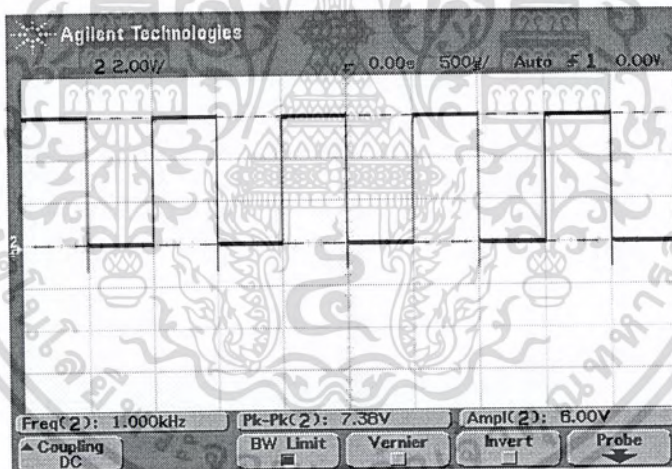 Agilent Technologies
2 2.00V/ 0.00s 500㎲/ Auto 1 0.00V
2
Freq(2): 1.000kHz Pk-Pk(2): 7.38V Ampl(2): 6.00V
Coupling DC BW Limit Vernier Invert Probe